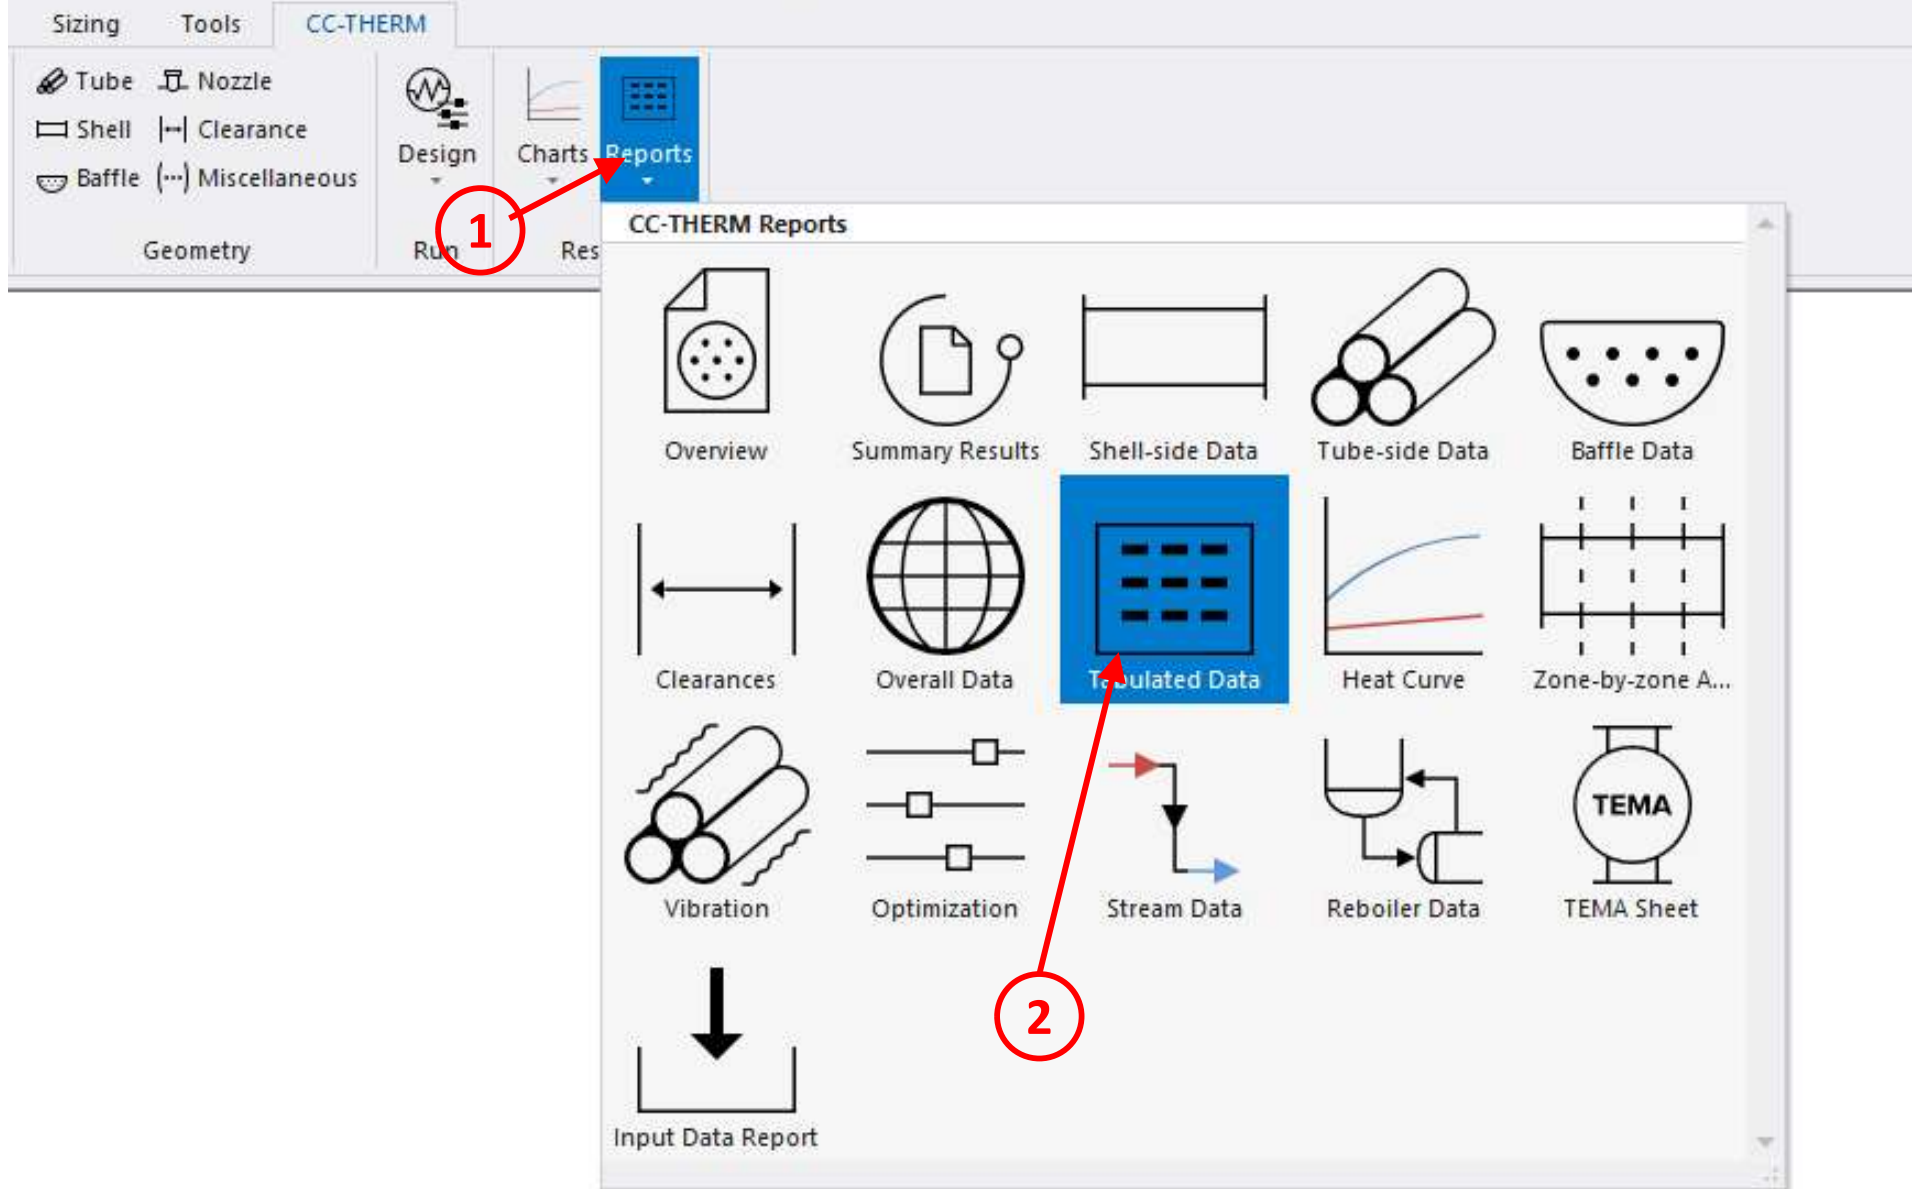 Sizing Tools CC-THERM
Tube Nozzle
Shell Clearance
Baffle (···) Miscellaneous
Geometry
Design
Run
Charts Reports
Res
1
CC-THERM Reports
Overview Summary Results Shell-side Data Tube-side Data Baffle Data
Clearances Overall Data Tabulated Data Heat Curve Zone-by-zone A...
TEMA
Vibration Optimization Stream Data Reboiler Data TEMA Sheet
2
Input Data Report